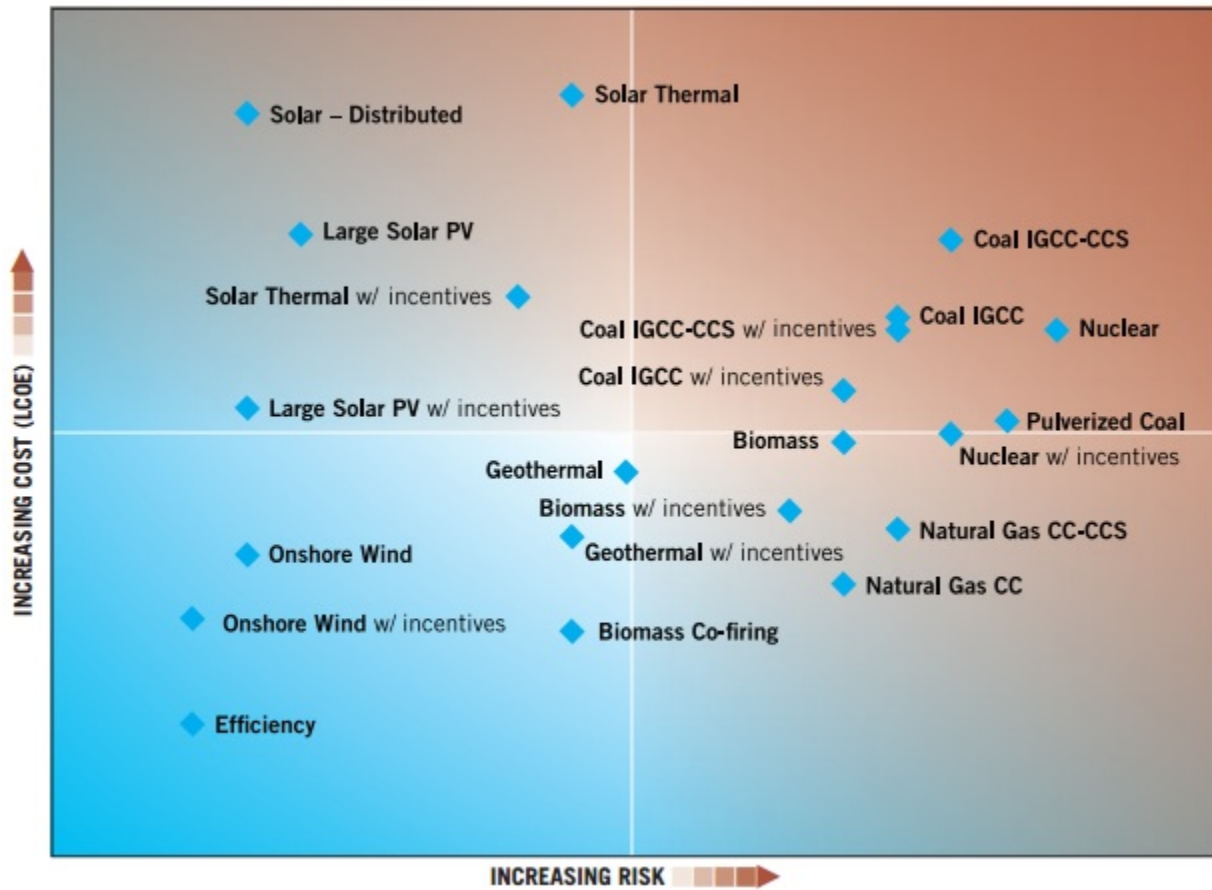 Solar Thermal
Solar – Distributed
Large Solar PV
Coal IGCC-CCS
Solar Thermal w/ incentives
Coal IGCC
Coal IGCC-CCS w/ incentives
Nuclear
Coal IGCC w/ incentives
Large Solar PV w/ incentives
Pulverized Coal
Biomass
Nuclear w/ incentives
Geothermal
Biomass w/ incentives
Natural Gas CC-CCS
Onshore Wind
Geothermal w/ incentives
Natural Gas CC
Onshore Wind w/ incentives
Biomass Co-firing
Efficiency
INCREASING COST (LCOE)
INCREASING RISK